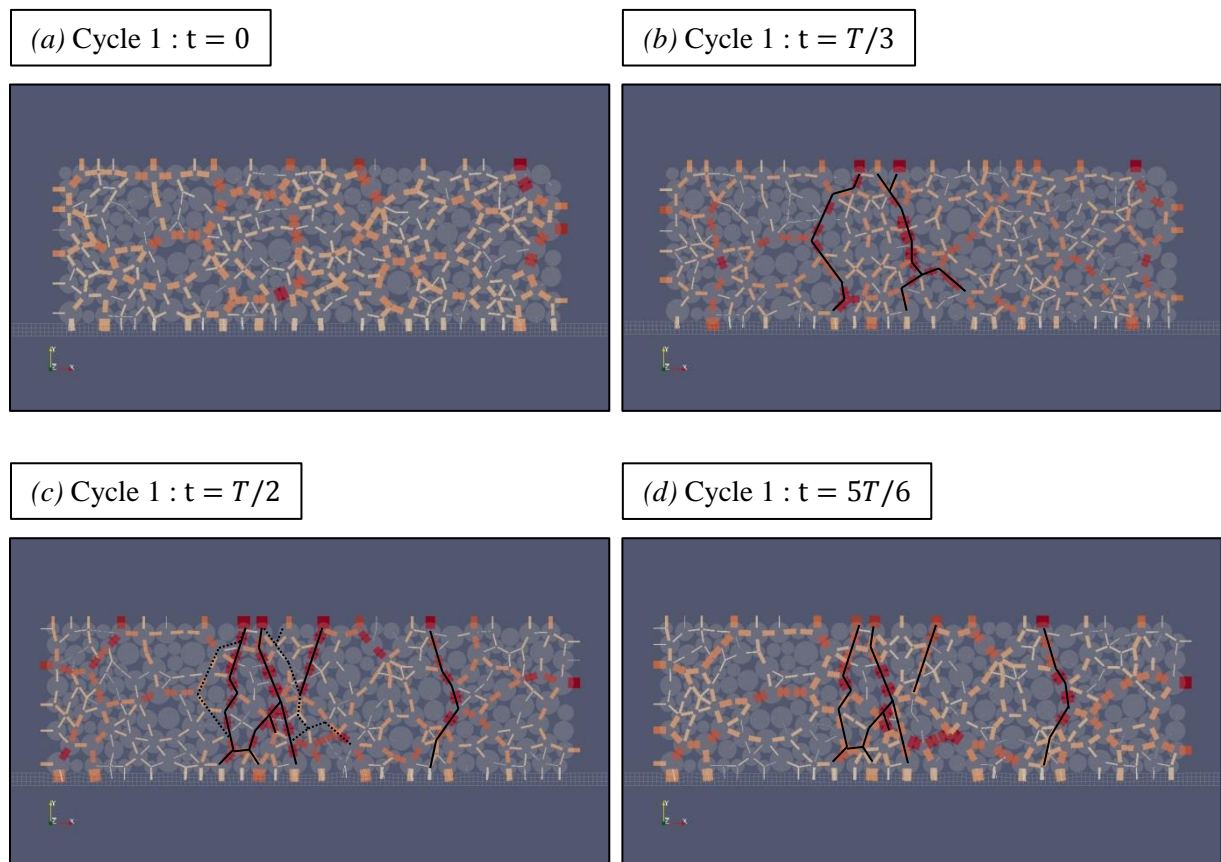 (a) Cycle 1 : t = 0
(b) Cycle 1 : t = T/3
Y
Z X
Y
Z X
(c) Cycle 1 : t = T/2
(d) Cycle 1 : t = 5T/6
Y
Z X
Y
Z X